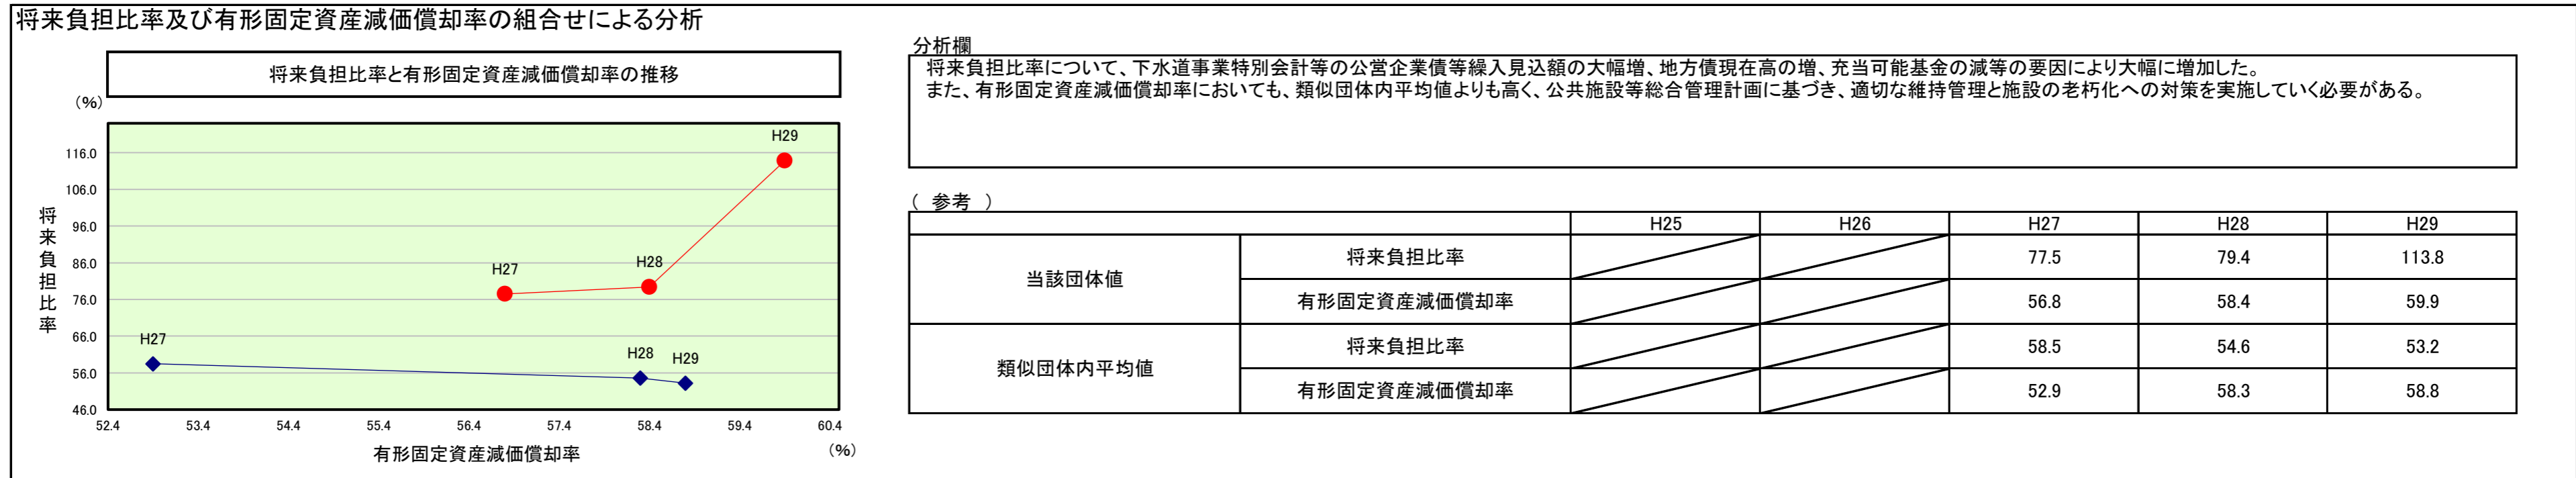 将来負担比率及び有形固定資産減価償却率の組合せによる分析
将来負担比率と有形固定資産減価償却率の推移
(%)
116.0
106.0
96.0
86.0
76.0
66.0
56.0
46.0
将来負担比率
H27
H28
H29
H27
H28
H29
52.4 53.4 54.4 55.4 56.4 57.4 58.4 59.4 60.4
有形固定資産減価償却率
(%)
分析欄
将来負担比率について、下水道事業特別会計等の公営企業債等繰入見込額の大幅増、地方債現在高の増、充当可能基金の減等の要因により大幅に増加した。
また、有形固定資産減価償却率においても、類似団体内平均値よりも高く、公共施設等総合管理計画に基づき、適切な維持管理と施設の老朽化への対策を実施していく必要がある。
( 参考 )
H25 H26 H27 H28 H29
当該団体値
将来負担比率 77.5 79.4 113.8
有形固定資産減価償却率 56.8 58.4 59.9
類似団体内平均値
将来負担比率 58.5 54.6 53.2
有形固定資産減価償却率 52.9 58.3 58.8